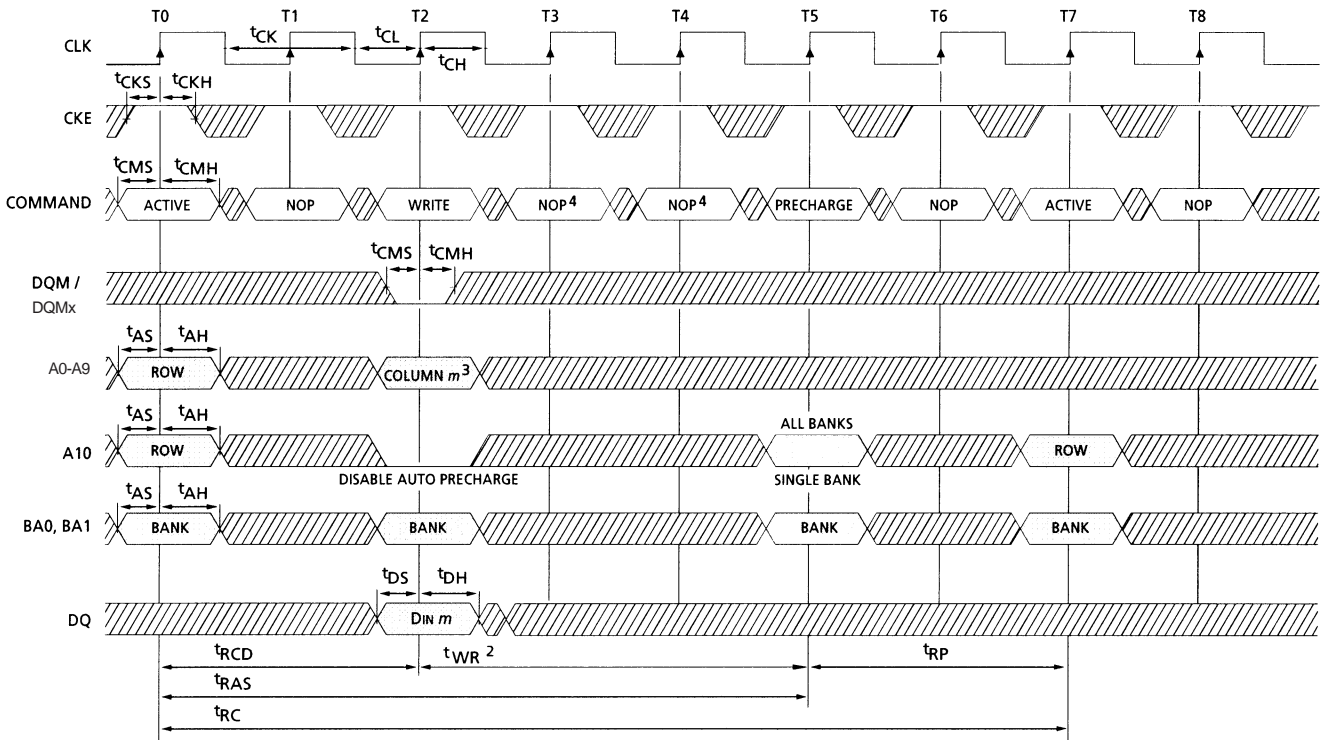 T0 T1 T2 T3 T4 T5 T6 T7 T8
CLK
tCK tCL
tCH
tCKS tCKH
CKE
tCMS tCMH
COMMAND ACTIVE NOP WRITE NOP4 NOP4 PRECHARGE NOP ACTIVE NOP
tCMS tCMH
DQM /
DQMx
tAS tAH
A0-A9 ROW COLUMN m3
tAS tAH
ALL BANKS
A10 ROW ROW
DISABLE AUTO PRECHARGE SINGLE BANK
tAS tAH
BA0, BA1 BANK BANK BANK BANK
tDS tDH
DQ DIN m
tRCD tWR 2 tRP
tRAS
tRC